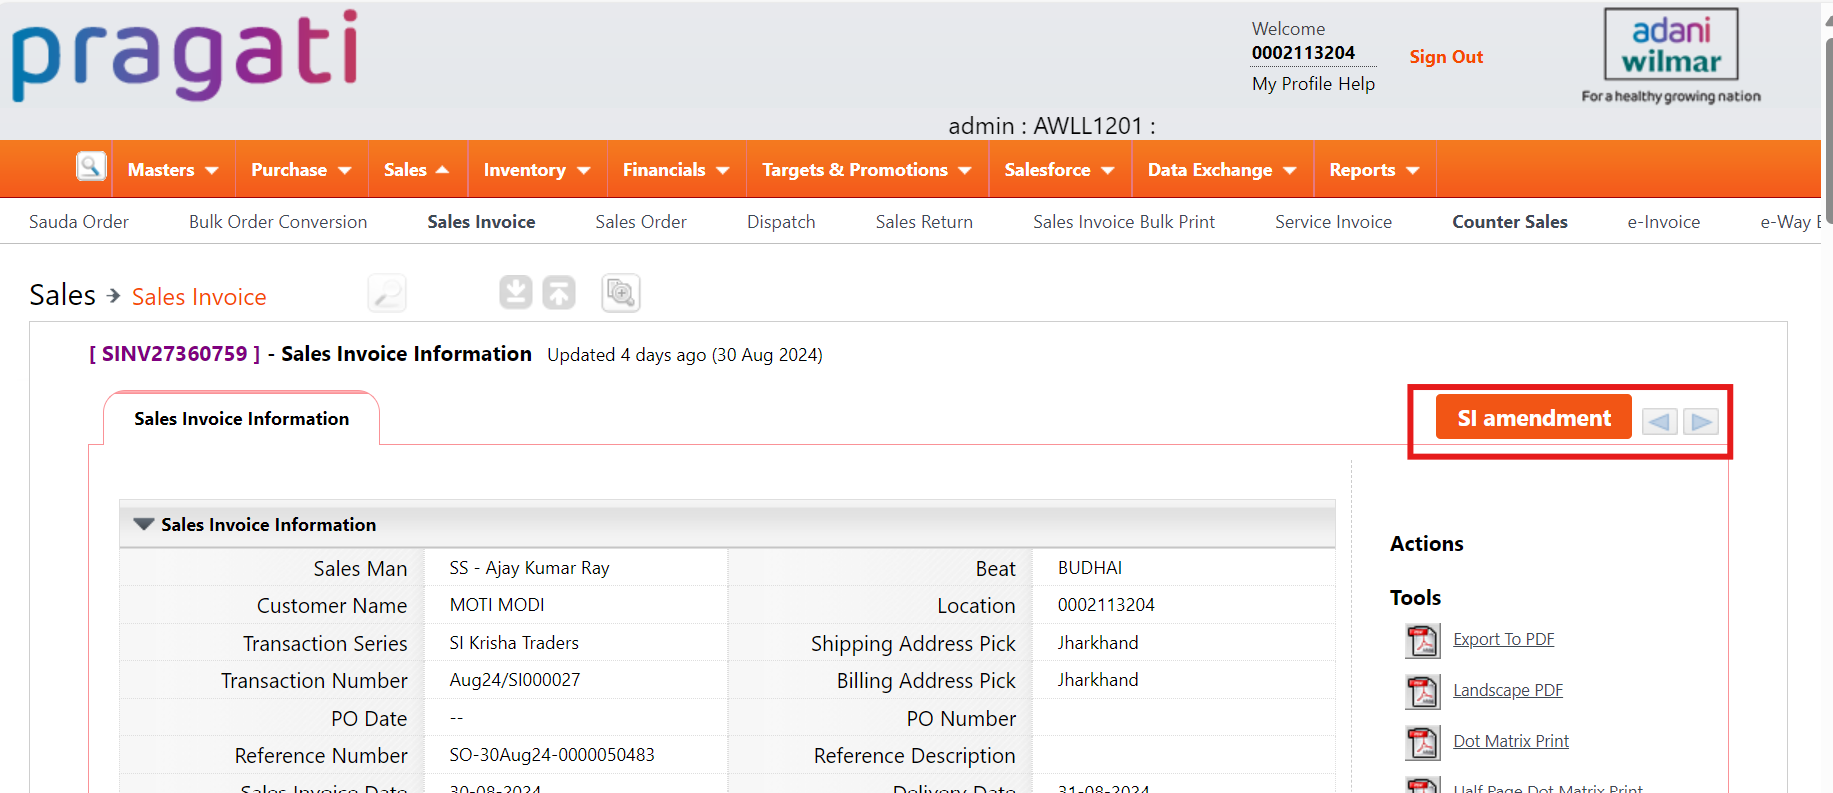 pragati
Welcome
0002113204
Sign Out
My Profile Help
adani
wilmar
For a healthy growing nation
admin : AWLL1201 :
Masters Purchase Sales Inventory Financials Targets & Promotions Salesforce Data Exchange Reports
Sauda Order Bulk Order Conversion Sales Invoice Sales Order Dispatch Sales Return Sales Invoice Bulk Print Service Invoice Counter Sales e-Invoice e-Way
Sales → Sales Invoice
[ SINV27360759 ] - Sales Invoice Information Updated 4 days ago (30 Aug 2024)
Sales Invoice Information
SI amendment
Sales Invoice Information
Sales Man SS - Ajay Kumar Ray Beat BUDHAI
Customer Name MOTI MODI Location 0002113204
Transaction Series SI Krisha Traders Shipping Address Pick Jharkhand
Transaction Number Aug24/SI000027 Billing Address Pick Jharkhand
PO Date -- PO Number
Reference Number SO-30Aug24-0000050483 Reference Description
Sales Invoice Date 30-08-2024 Delivery Date 31-08-2024
Actions
Tools
Export To PDF
Landscape PDF
Dot Matrix Print
Half Page Dot Matrix Print